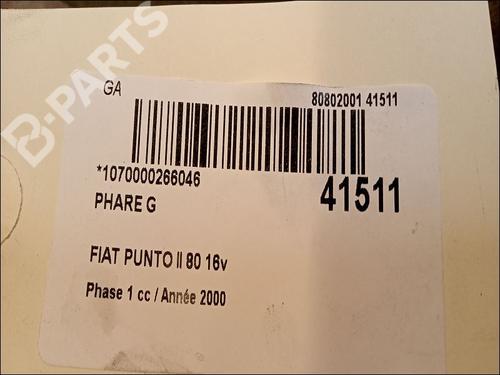 B-PARTS
GA
80802001 41511
*1070000266046
41511
PHARE G
FIAT PUNTO II 80 16v
Phase 1 cc / Année 2000